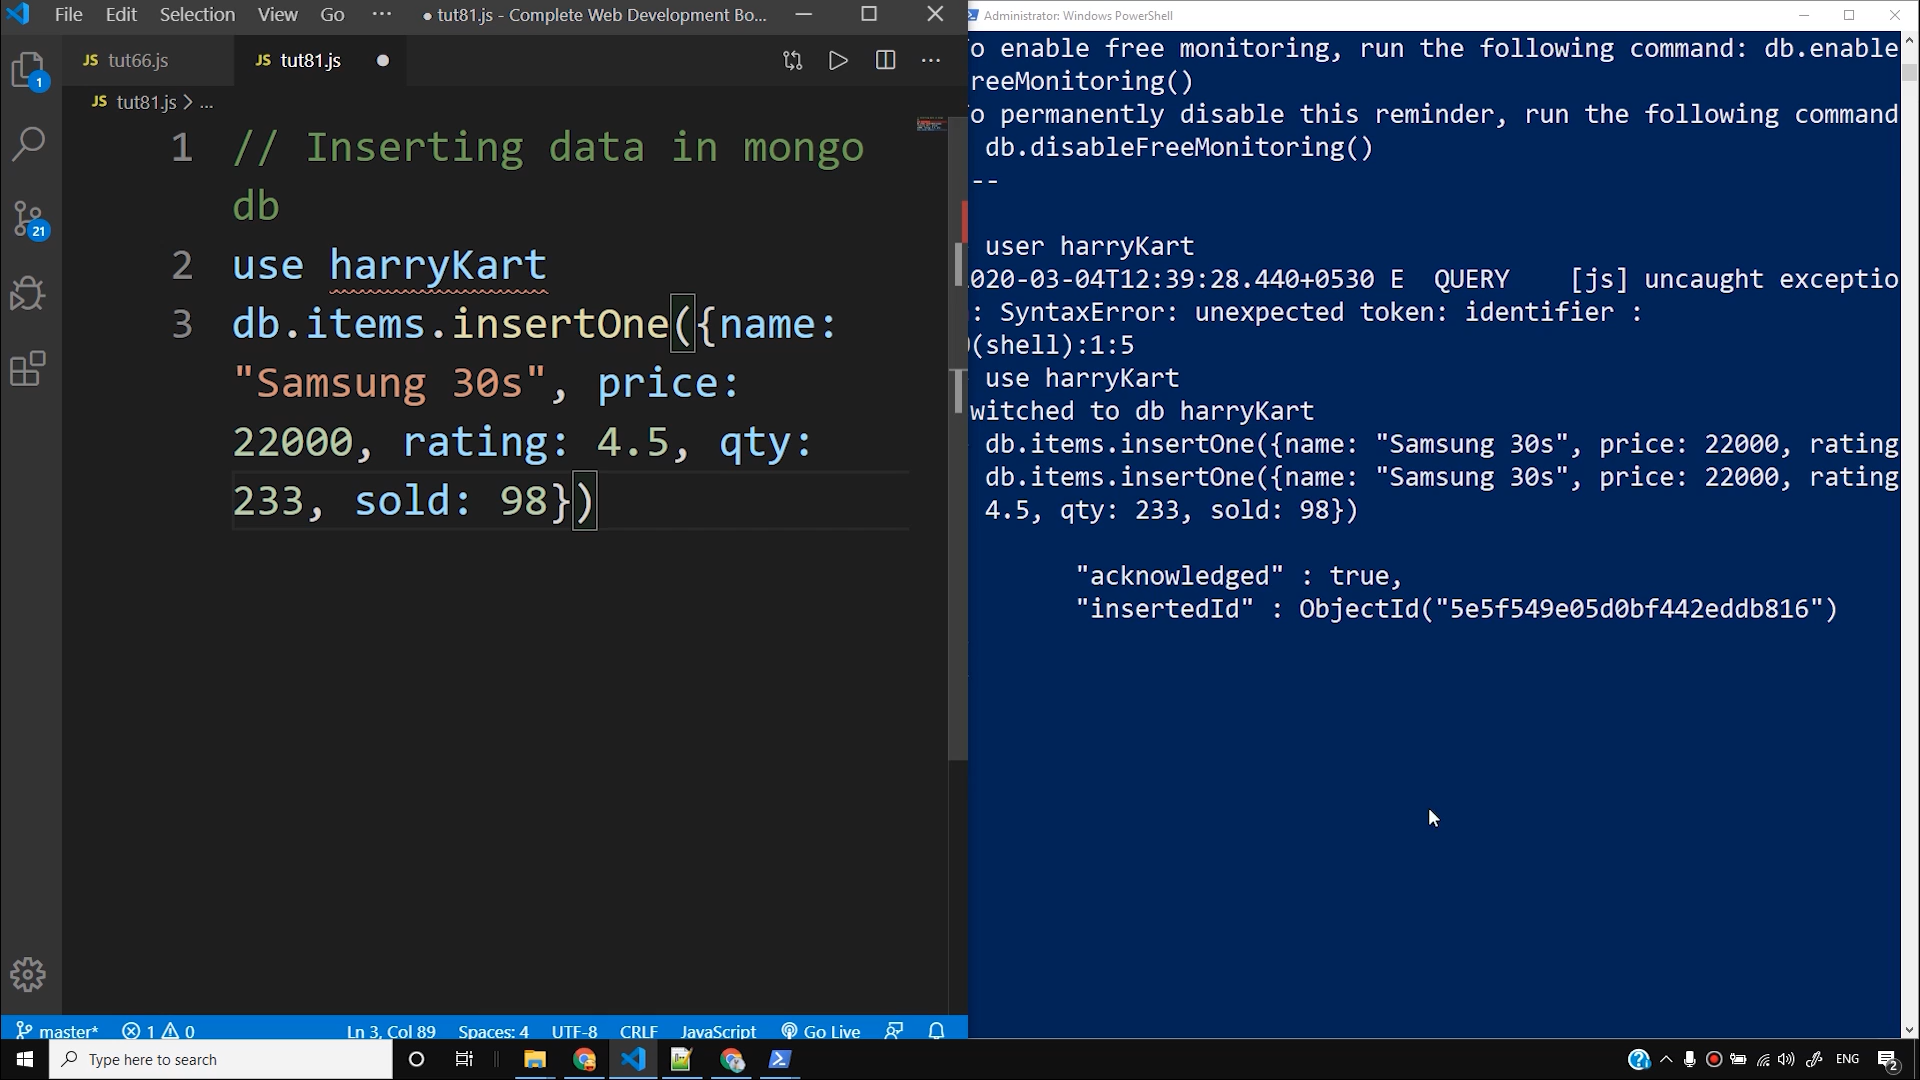 File Edit Selection View Go ··· ● tut81.js - Complete Web Development Bo...
JS tut66.js JS tut81.js ●
JS tut81.js > ...
1 // Inserting data in mongo
db
2 use harryKart
3 db.items.insertOne({name:
"Samsung 30s", price:
22000, rating: 4.5, qty:
233, sold: 98})
1
21
master* 1 0 Ln 3, Col 89 Spaces: 4 UTF-8 CRLF JavaScript Go Live
Administrator: Windows PowerShell
o enable free monitoring, run the following command: db.enable
reeMonitoring()
o permanently disable this reminder, run the following command
db.disableFreeMonitoring()
--
user harryKart
020-03-04T12:39:28.440+0530 E QUERY [js] uncaught exceptio
: SyntaxError: unexpected token: identifier :
(shell):1:5
use harryKart
witched to db harryKart
db.items.insertOne({name: "Samsung 30s", price: 22000, rating
db.items.insertOne({name: "Samsung 30s", price: 22000, rating
4.5, qty: 233, sold: 98})
"acknowledged" : true,
"insertedId" : ObjectId("5e5f549e05d0bf442eddb816")
Type here to search
ENG
2